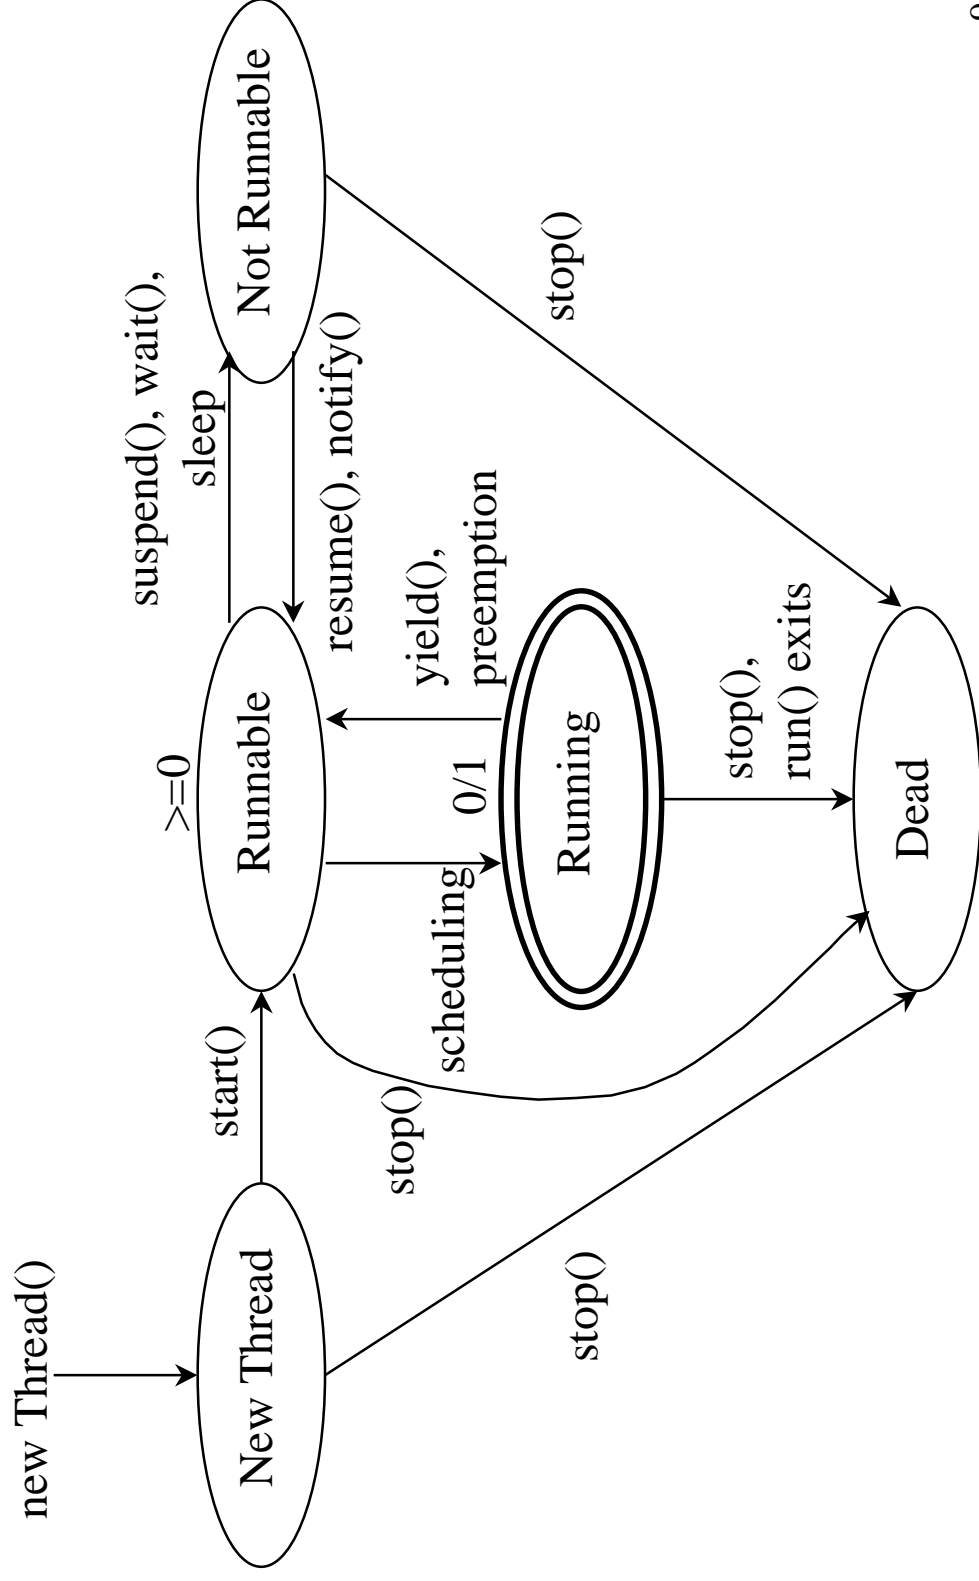 new Thread()
New Thread
start()
>=0
Runnable
suspend(), wait(),
sleep
resume(), notify()
Not Runnable
stop()
scheduling
0/1
yield(),
preemption
Running
stop()
stop()
stop(),
run() exits
Dead